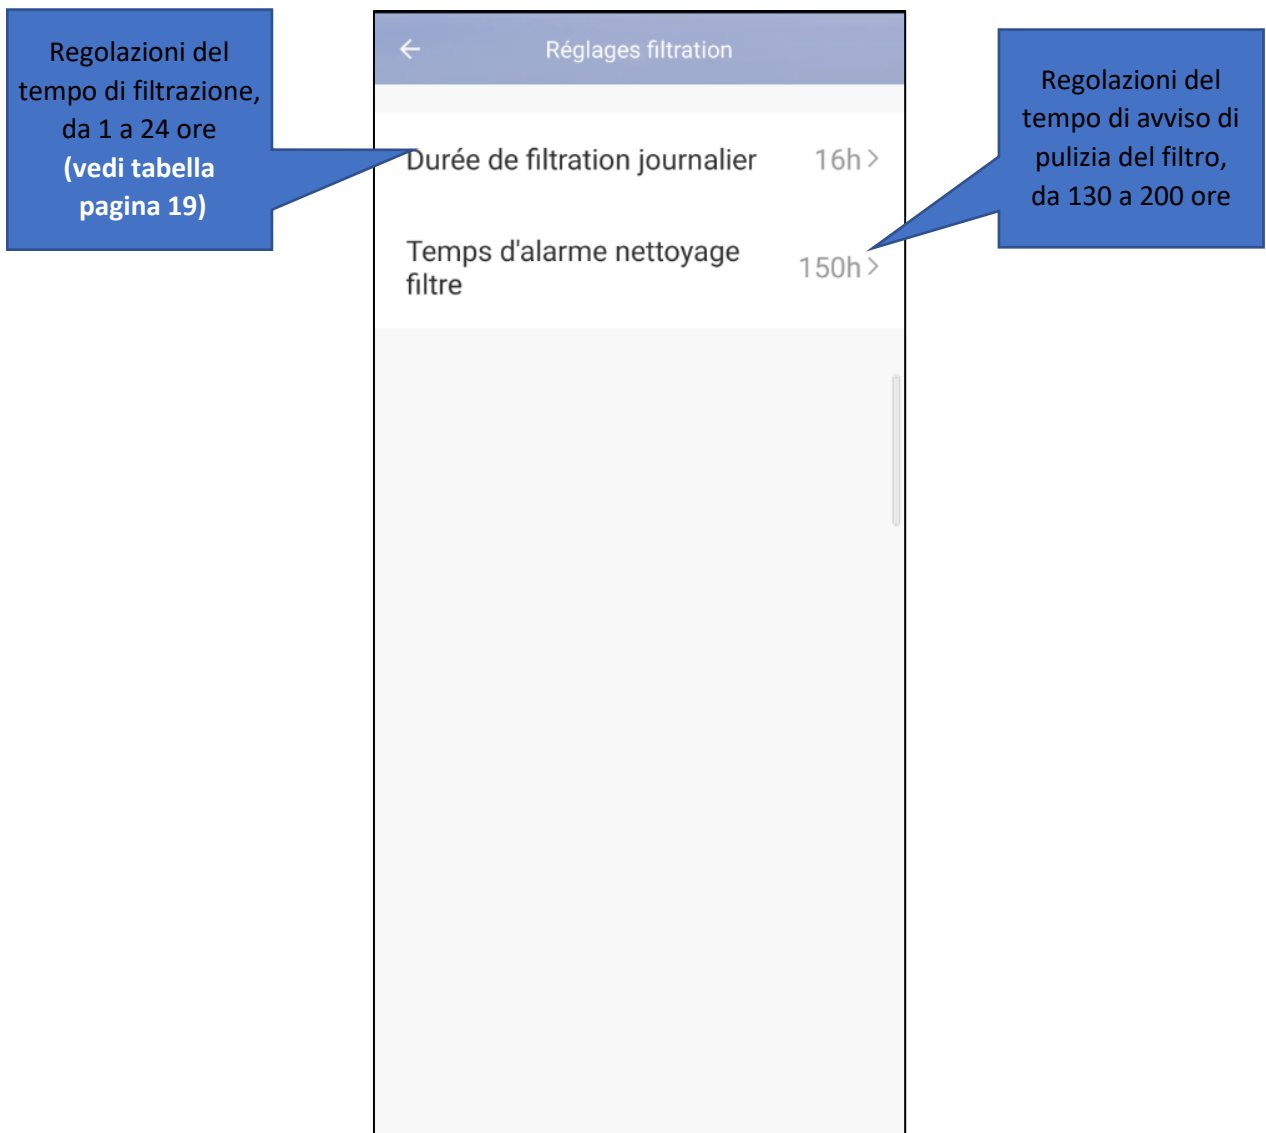 Regolazioni del
tempo di filtrazione,
da 1 a 24 ore
(vedi tabella
pagina 19)
Réglages filtration
Durée de filtration journalier 16h >
Temps d'alarme nettoyage
filtre
150h >
Regolazioni del
tempo di avviso di
pulizia del filtro,
da 130 a 200 ore